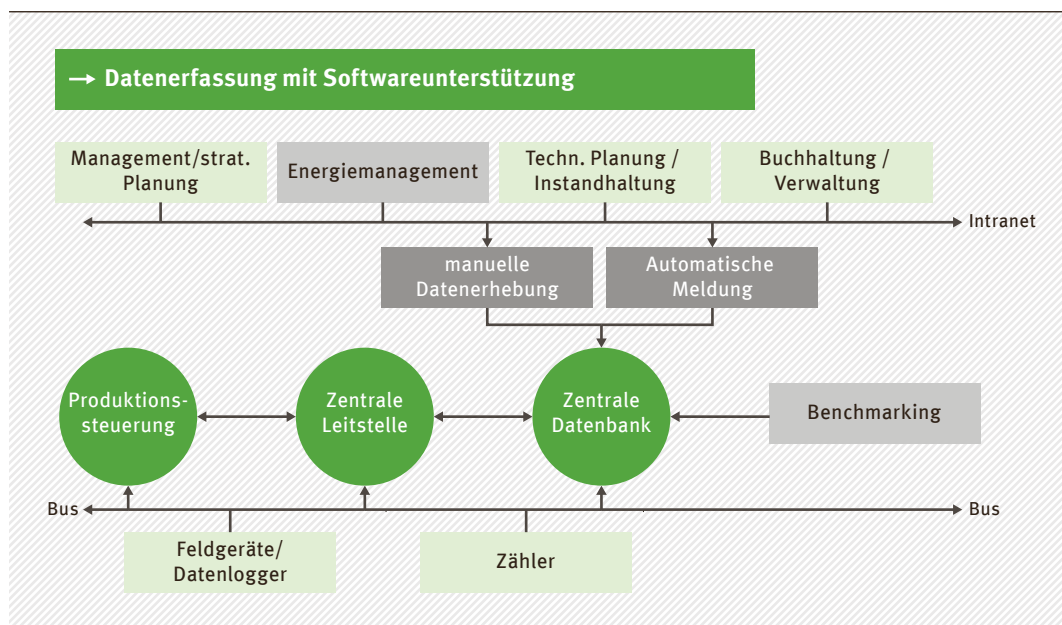 → Datenerfassung mit Softwareunterstützung
Management/strat.
Planung
Energiemanagement
Techn. Planung /
Instandhaltung
Buchhaltung /
Verwaltung
Intranet
manuelle
Datenerhebung
Automatische
Meldung
Produktions-
steuerung
Zentrale
Leitstelle
Zentrale
Datenbank
Benchmarking
Bus
Bus
Feldgeräte/
Datenlogger
Zähler